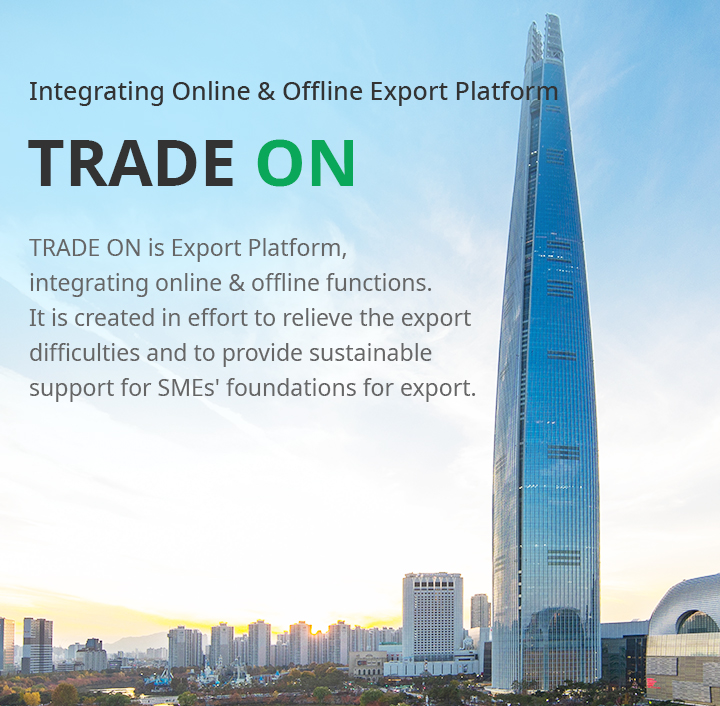 Integrating Online & Offline Export Platform
TRADE ON
TRADE ON is Export Platform,
integrating online & offline functions.
It is created in effort to relieve the export
difficulties and to provide sustainable
support for SMEs' foundations for export.